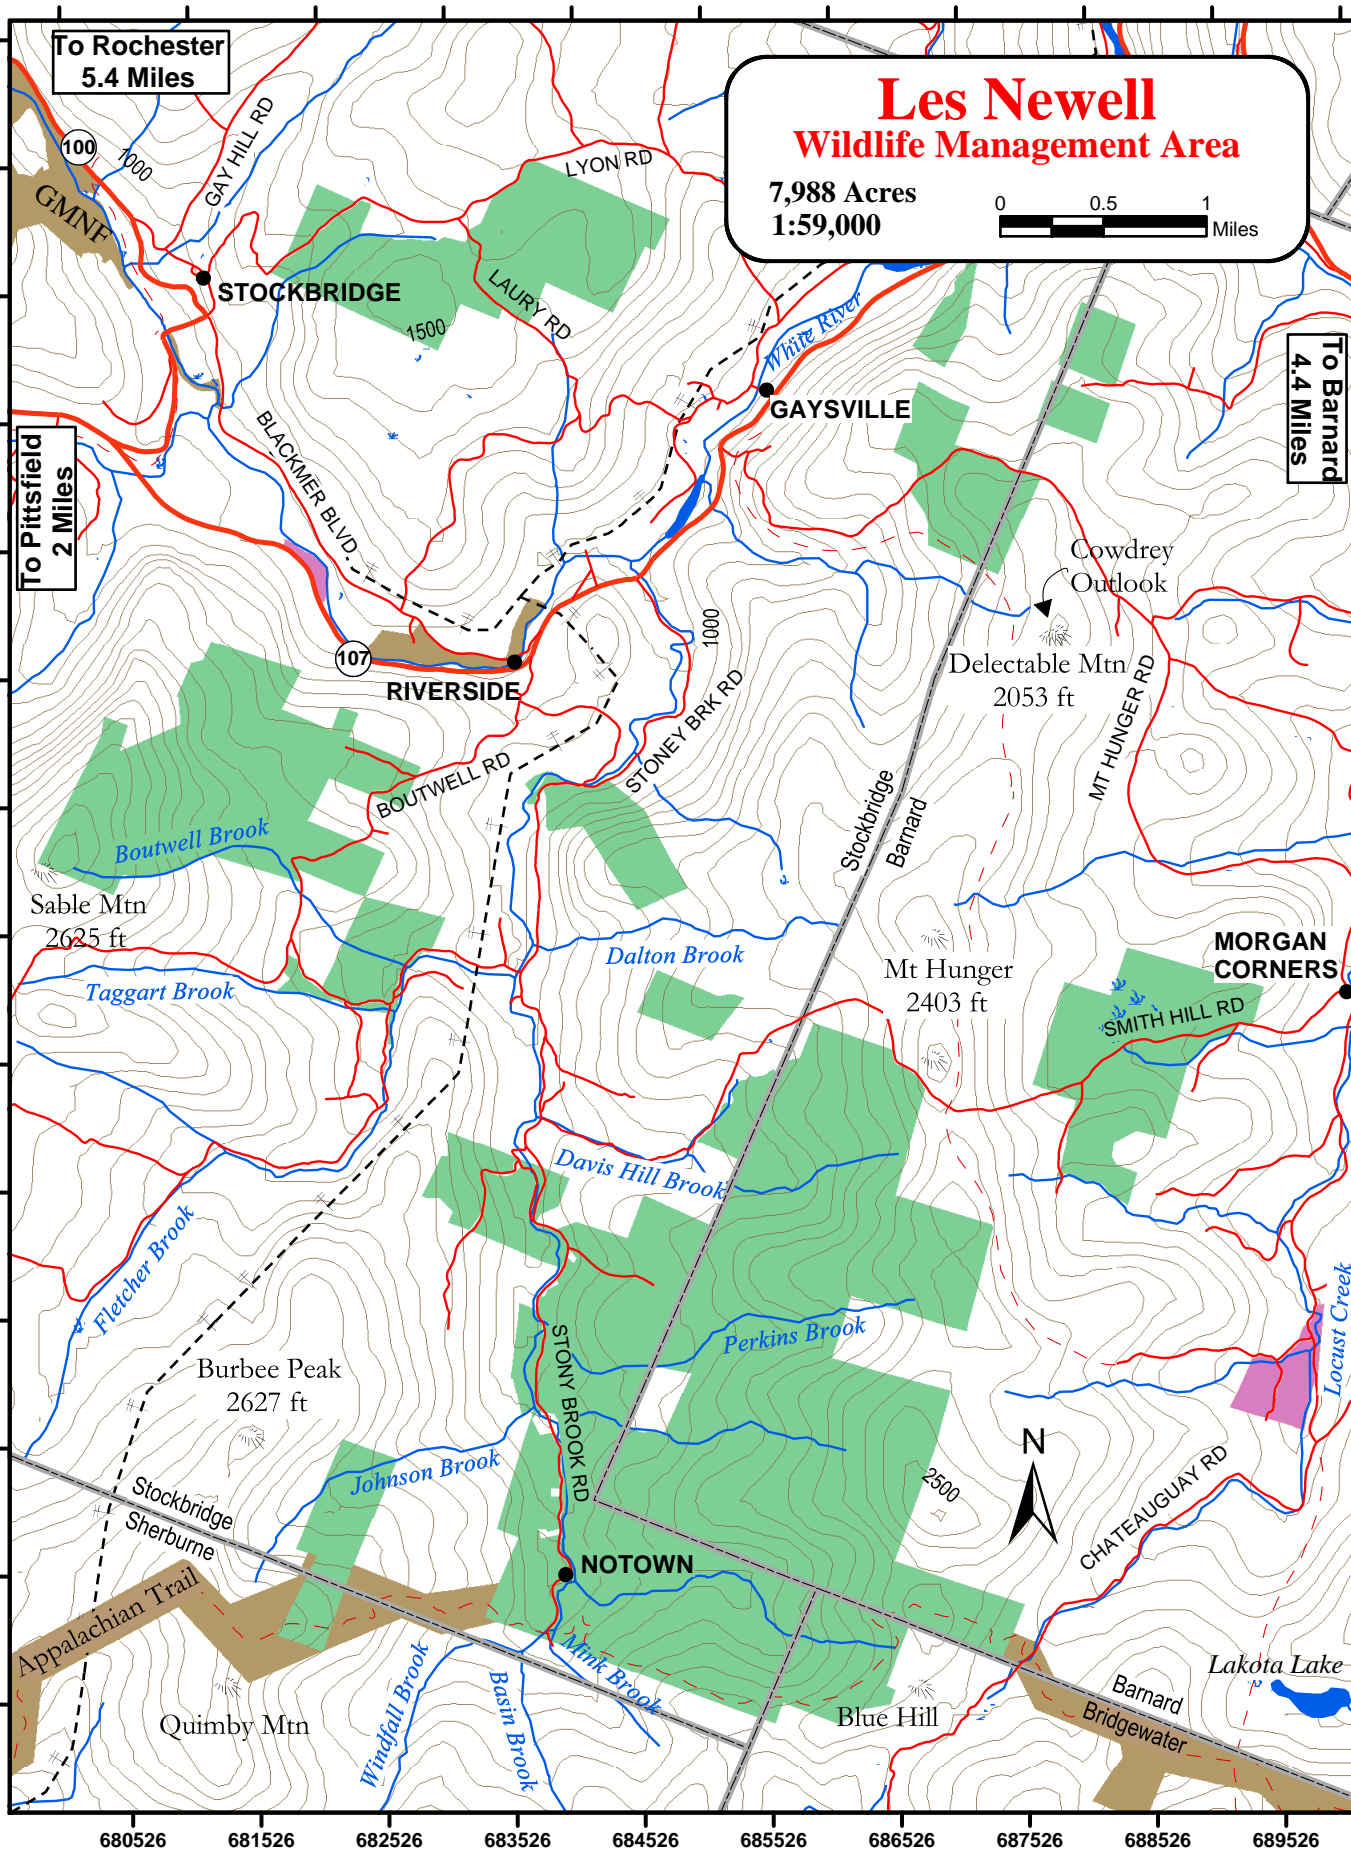 To Rochester
5.4 Miles
Les Newell
Wildlife Management Area
7,988 Acres
1:59,000
0 0.5 1
Miles
100
1000
GAY HILL RD
LYON RD
GMNF
STOCKBRIDGE
LAURY RD
1500
White River
To Barnard
4.4 Miles
GAYSVILLE
To Pittsfield
2 Miles
BLACKMER BLVD.
Cowdrey
Outlook
1000
107
RIVERSIDE
Delectable Mtn
2053 ft
MT HUNGER RD
STONEY BRK RD
BOUTWELL RD
Stockbridge
Barnard
Boutwell Brook
Sable Mtn
2625 ft
Taggart Brook
Dalton Brook
Mt Hunger
2403 ft
MORGAN
CORNERS
SMITH HILL RD
Davis Hill Brook
Fletcher Brook
Locust Creek
Perkins Brook
STONY BROOK RD
Burbee Peak
2627 ft
N
2500
CHATEAUGUAY RD
Johnson Brook
Stockbridge
Sherburne
NOTOWN
Appalachian Trail
Mink Brook
Windfall Brook
Basin Brook
Quimby Mtn
Blue Hill
Lakota Lake
Barnard
Bridgewater
680526 681526 682526 683526 684526 685526 686526 687526 688526 689526